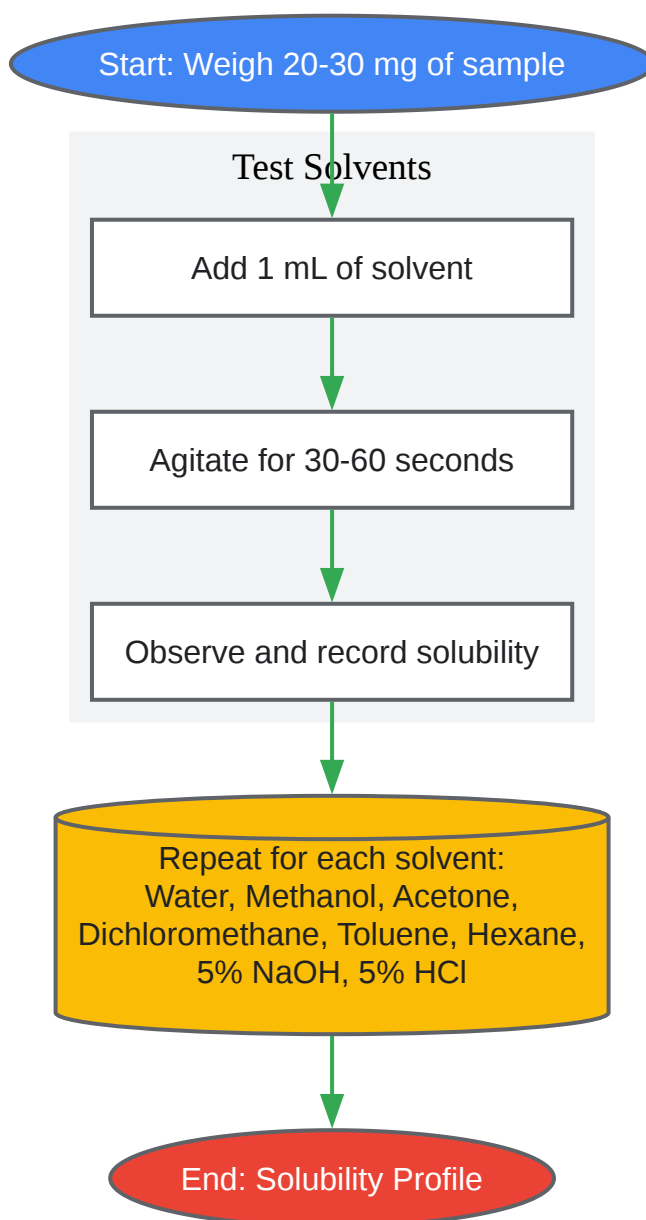 Start: Weigh 20-30 mg of sample
Test Solvents
Add 1 mL of solvent
Agitate for 30-60 seconds
Observe and record solubility
Repeat for each solvent:
Water, Methanol, Acetone,
Dichloromethane, Toluene, Hexane,
5% NaOH, 5% HCl
End: Solubility Profile